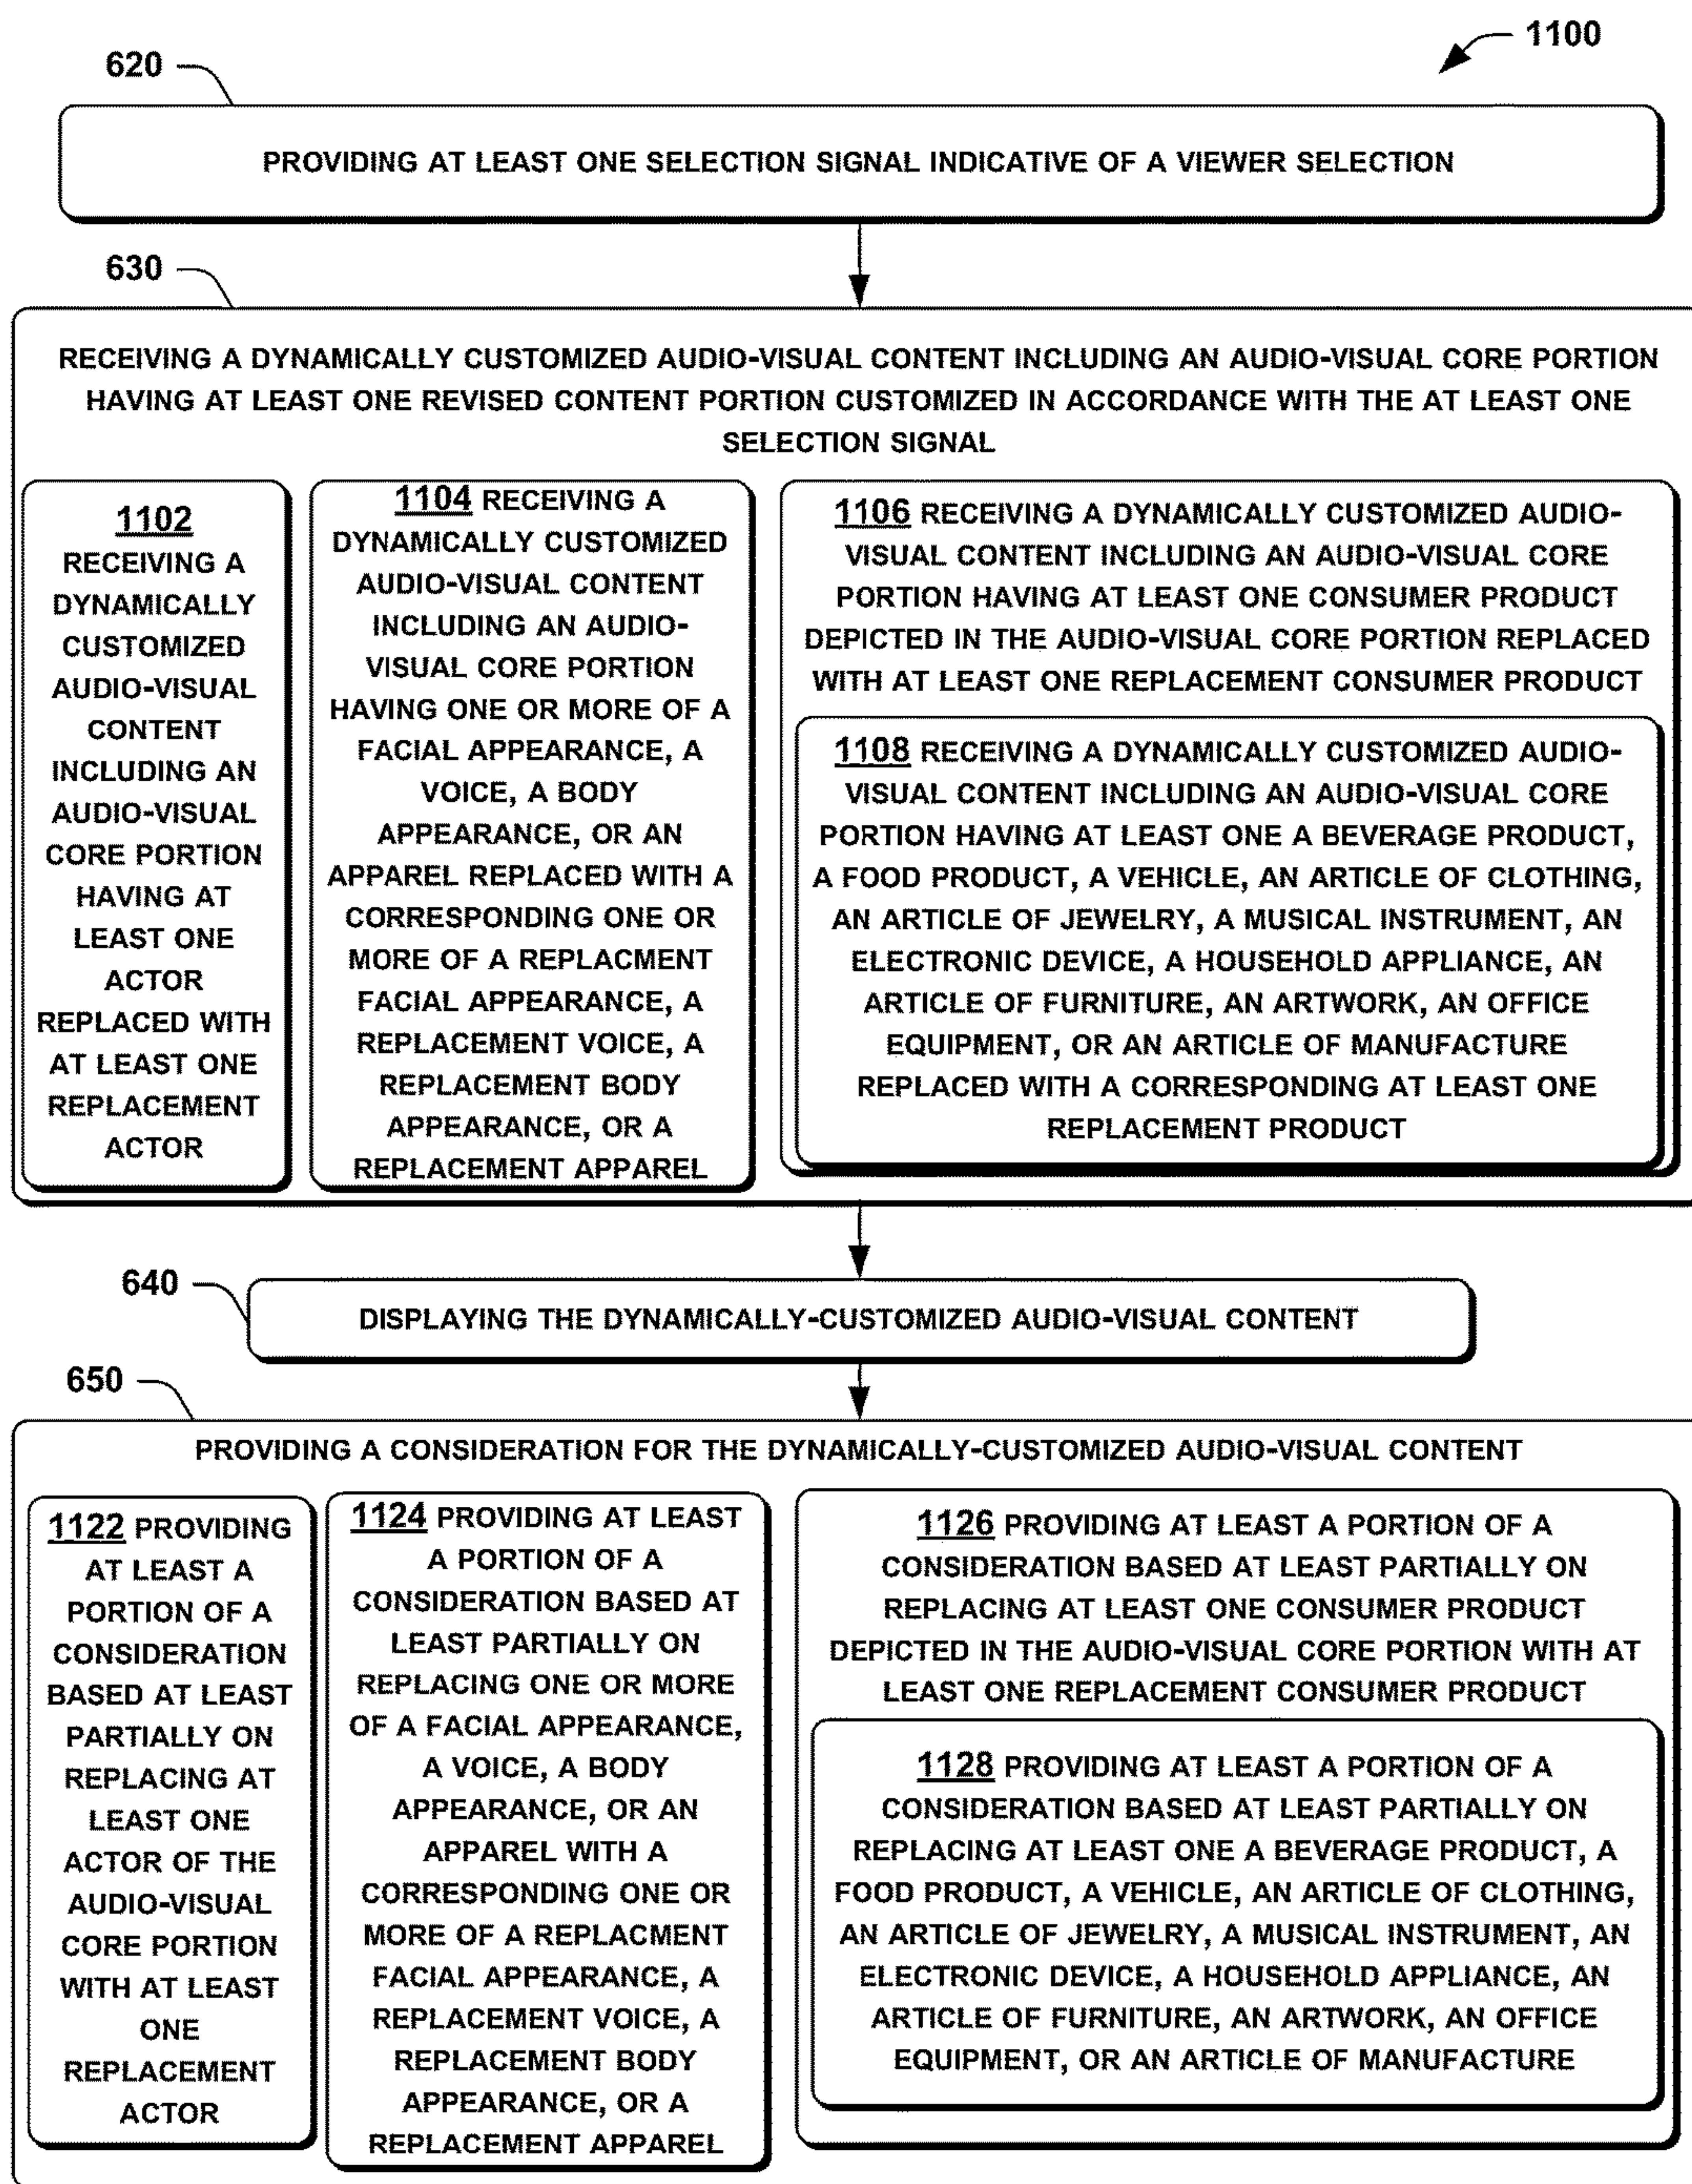 1100
620
PROVIDING AT LEAST ONE SELECTION SIGNAL INDICATIVE OF A VIEWER SELECTION
630
RECEIVING A DYNAMICALLY CUSTOMIZED AUDIO-VISUAL CONTENT INCLUDING AN AUDIO-VISUAL CORE PORTION
HAVING AT LEAST ONE REVISED CONTENT PORTION CUSTOMIZED IN ACCORDANCE WITH THE AT LEAST ONE
SELECTION SIGNAL
1102
RECEIVING A
DYNAMICALLY
CUSTOMIZED
AUDIO-VISUAL
CONTENT
INCLUDING AN
AUDIO-VISUAL
CORE PORTION
HAVING AT
LEAST ONE
ACTOR
REPLACED WITH
AT LEAST ONE
REPLACEMENT
ACTOR
1104 RECEIVING A
DYNAMICALLY CUSTOMIZED
AUDIO-VISUAL CONTENT
INCLUDING AN AUDIO-
VISUAL CORE PORTION
HAVING ONE OR MORE OF A
FACIAL APPEARANCE, A
VOICE, A BODY
APPEARANCE, OR AN
APPAREL REPLACED WITH A
CORRESPONDING ONE OR
MORE OF A REPLACMENT
FACIAL APPEARANCE, A
REPLACEMENT VOICE, A
REPLACEMENT BODY
APPEARANCE, OR A
REPLACEMENT APPAREL
1106 RECEIVING A DYNAMICALLY CUSTOMIZED AUDIO-
VISUAL CONTENT INCLUDING AN AUDIO-VISUAL CORE
PORTION HAVING AT LEAST ONE CONSUMER PRODUCT
DEPICTED IN THE AUDIO-VISUAL CORE PORTION REPLACED
WITH AT LEAST ONE REPLACEMENT CONSUMER PRODUCT
1108 RECEIVING A DYNAMICALLY CUSTOMIZED AUDIO-
VISUAL CONTENT INCLUDING AN AUDIO-VISUAL CORE
PORTION HAVING AT LEAST ONE A BEVERAGE PRODUCT,
A FOOD PRODUCT, A VEHICLE, AN ARTICLE OF CLOTHING,
AN ARTICLE OF JEWELRY, A MUSICAL INSTRUMENT, AN
ELECTRONIC DEVICE, A HOUSEHOLD APPLIANCE, AN
ARTICLE OF FURNITURE, AN ARTWORK, AN OFFICE
EQUIPMENT, OR AN ARTICLE OF MANUFACTURE
REPLACED WITH A CORRESPONDING AT LEAST ONE
REPLACEMENT PRODUCT
640
DISPLAYING THE DYNAMICALLY-CUSTOMIZED AUDIO-VISUAL CONTENT
650
PROVIDING A CONSIDERATION FOR THE DYNAMICALLY-CUSTOMIZED AUDIO-VISUAL CONTENT
1122 PROVIDING
AT LEAST A
PORTION OF A
CONSIDERATION
BASED AT LEAST
PARTIALLY ON
REPLACING AT
LEAST ONE
ACTOR OF THE
AUDIO-VISUAL
CORE PORTION
WITH AT LEAST
ONE
REPLACEMENT
ACTOR
1124 PROVIDING AT LEAST
A PORTION OF A
CONSIDERATION BASED AT
LEAST PARTIALLY ON
REPLACING ONE OR MORE
OF A FACIAL APPEARANCE,
A VOICE, A BODY
APPEARANCE, OR AN
APPAREL WITH A
CORRESPONDING ONE OR
MORE OF A REPLACMENT
FACIAL APPEARANCE, A
REPLACEMENT VOICE, A
REPLACEMENT BODY
APPEARANCE, OR A
REPLACEMENT APPAREL
1126 PROVIDING AT LEAST A PORTION OF A
CONSIDERATION BASED AT LEAST PARTIALLY ON
REPLACING AT LEAST ONE CONSUMER PRODUCT
DEPICTED IN THE AUDIO-VISUAL CORE PORTION WITH AT
LEAST ONE REPLACEMENT CONSUMER PRODUCT
1128 PROVIDING AT LEAST A PORTION OF A
CONSIDERATION BASED AT LEAST PARTIALLY ON
REPLACING AT LEAST ONE A BEVERAGE PRODUCT, A
FOOD PRODUCT, A VEHICLE, AN ARTICLE OF CLOTHING,
AN ARTICLE OF JEWELRY, A MUSICAL INSTRUMENT, AN
ELECTRONIC DEVICE, A HOUSEHOLD APPLIANCE, AN
ARTICLE OF FURNITURE, AN ARTWORK, AN OFFICE
EQUIPMENT, OR AN ARTICLE OF MANUFACTURE